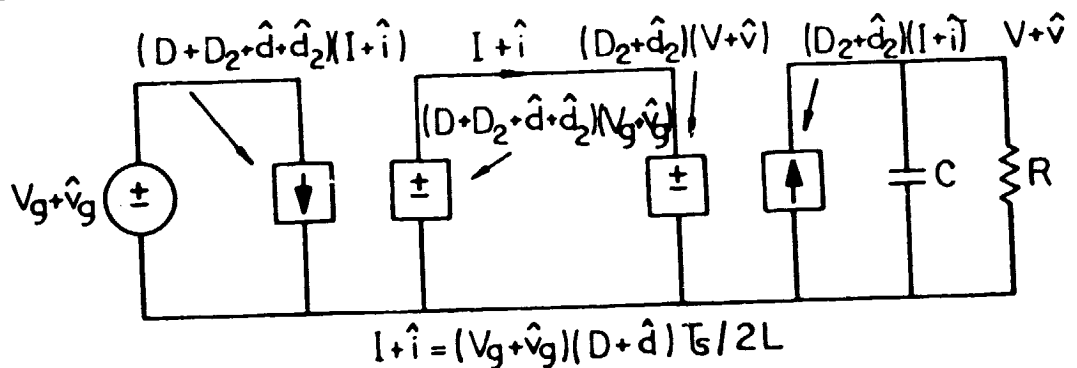 (D+D₂+d̂+d̂₂)(I+î)
I+î
(D₂+d̂₂)(V+v̂)
(D₂+d̂₂)(I+î)
V+v̂
(D+D₂+d̂+d̂₂)(Vg+v̂g)
Vg+v̂g
±
±
±
C
R
I+î=(Vg+v̂g)(D+d̂)Ts/2L